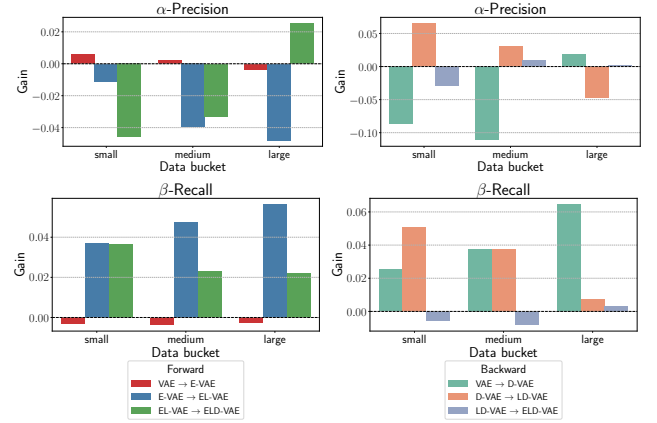 α-Precision
0.02
0.00
−0.02
−0.04
Gain
small medium large
Data bucket
α-Precision
0.05
0.00
−0.05
−0.10
Gain
small medium large
Data bucket
β-Recall
0.04
0.02
0.00
Gain
small medium large
Data bucket
β-Recall
0.06
0.04
0.02
0.00
Gain
small medium large
Data bucket
Forward
VAE → E-VAE
E-VAE → EL-VAE
EL-VAE → ELD-VAE
Backward
VAE → D-VAE
D-VAE → LD-VAE
LD-VAE → ELD-VAE